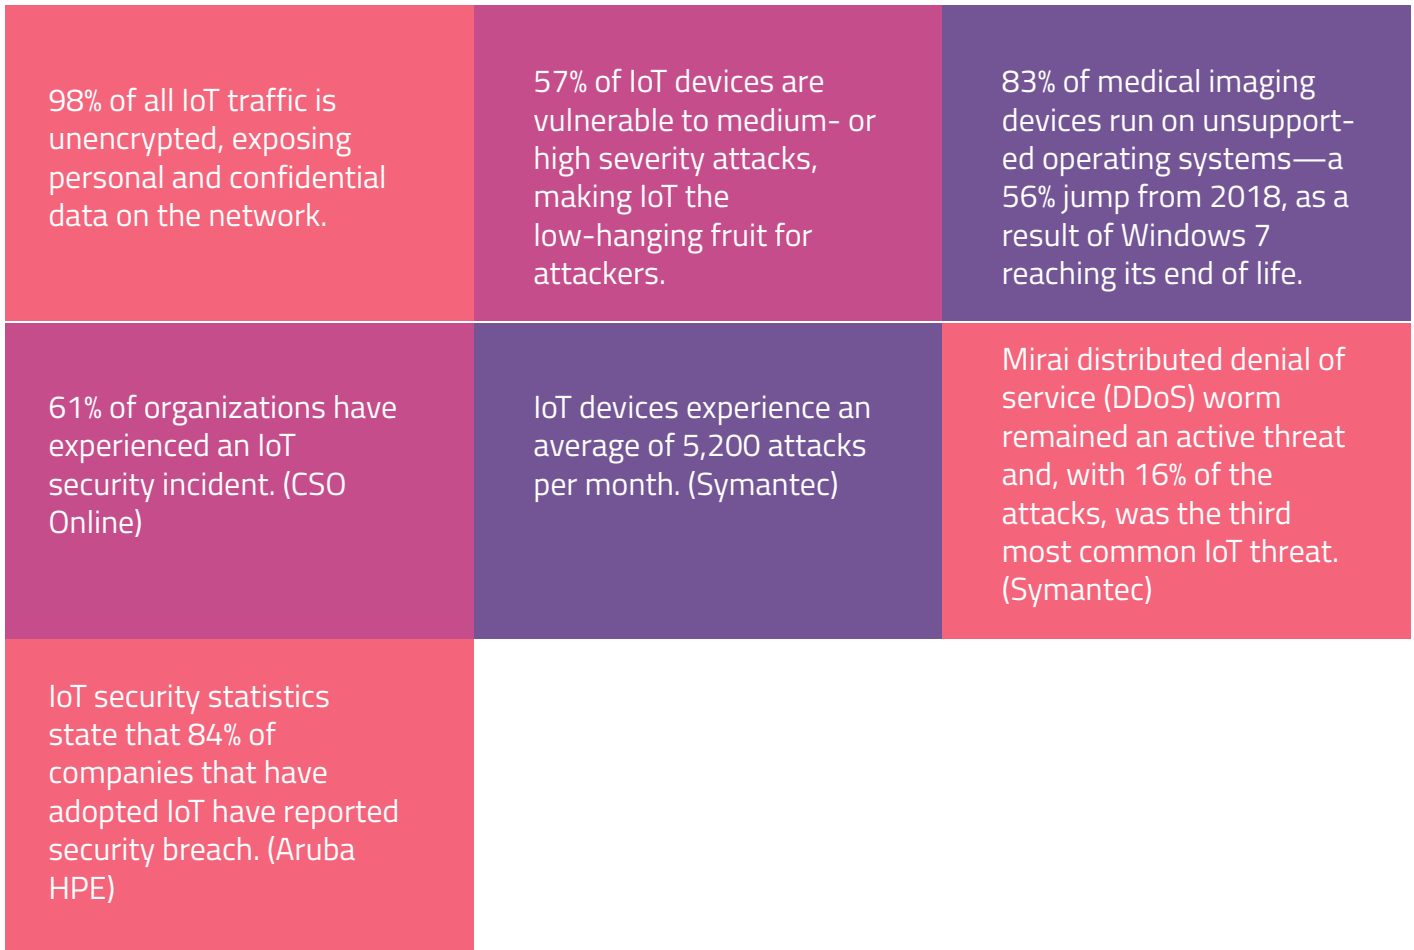 98% of all IoT traffic is
unencrypted, exposing
personal and confidential
data on the network.
57% of IoT devices are
vulnerable to medium- or
high severity attacks,
making IoT the
low-hanging fruit for
attackers.
83% of medical imaging
devices run on unsupport-
ed operating systems—a
56% jump from 2018, as a
result of Windows 7
reaching its end of life.
61% of organizations have
experienced an IoT
security incident. (CSO
Online)
IoT devices experience an
average of 5,200 attacks
per month. (Symantec)
Mirai distributed denial of
service (DDoS) worm
remained an active threat
and, with 16% of the
attacks, was the third
most common IoT threat.
(Symantec)
IoT security statistics
state that 84% of
companies that have
adopted IoT have reported
security breach. (Aruba
HPE)